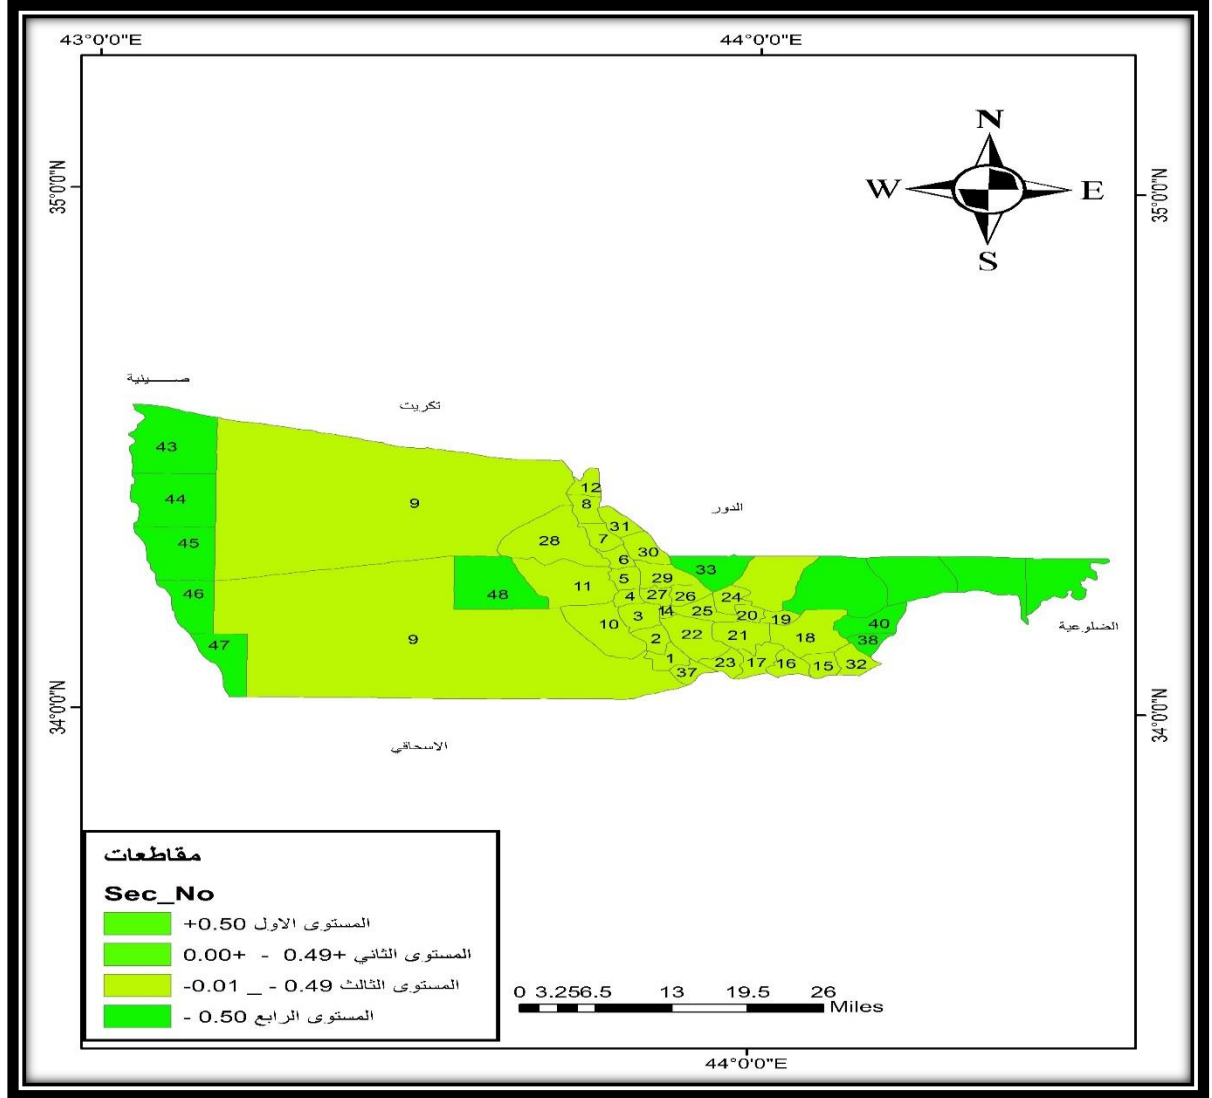 43°0'0"E 44°0'0"E
N
W E
S
35°0'0"N 35°0'0"N
صـــــينية
تكريت
43
12
9 8
44
الدور
31
28 7 45
30
6
33
5 29
11
48 4 27 26 24
46
14 25 20 19
3
10 40
الضلوعية
9 2 22 21 18 38
47
1 23 17 16 15 32
37
34°0'0"N 34°0'0"N
الاسحاقي
مقاطعات
Sec_No
المستوى الاول 0.50+
المستوى الثاني +0.49 - +0.00
المستوى الثالث 0.49 - _ 0.01-
المستوى الرابع 0.50 -
0 3.25 6.5 13 19.5 26
Miles
44°0'0"E